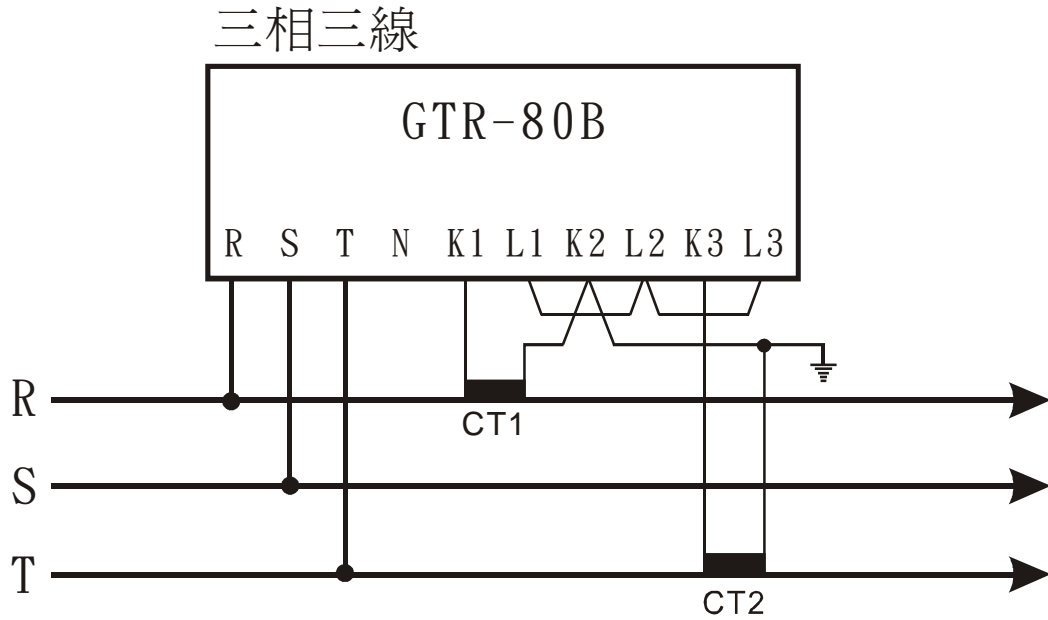 三相三線
GTR-80B
R S T N K1 L1 K2 L2 K3 L3
R
CT1
S
T
CT2